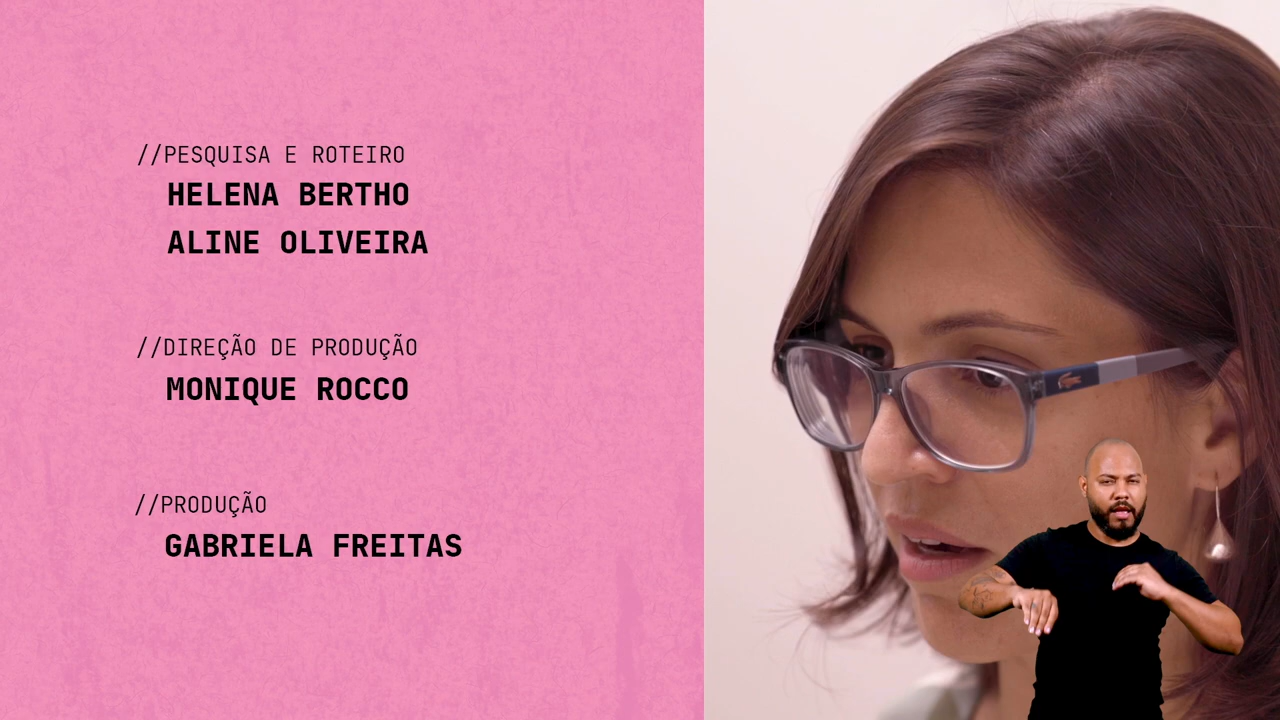 //PESQUISA E ROTEIRO
HELENA BERTHO
ALINE OLIVEIRA
//DIREÇÃO DE PRODUÇÃO
MONIQUE ROCCO
//PRODUÇÃO
GABRIELA FREITAS